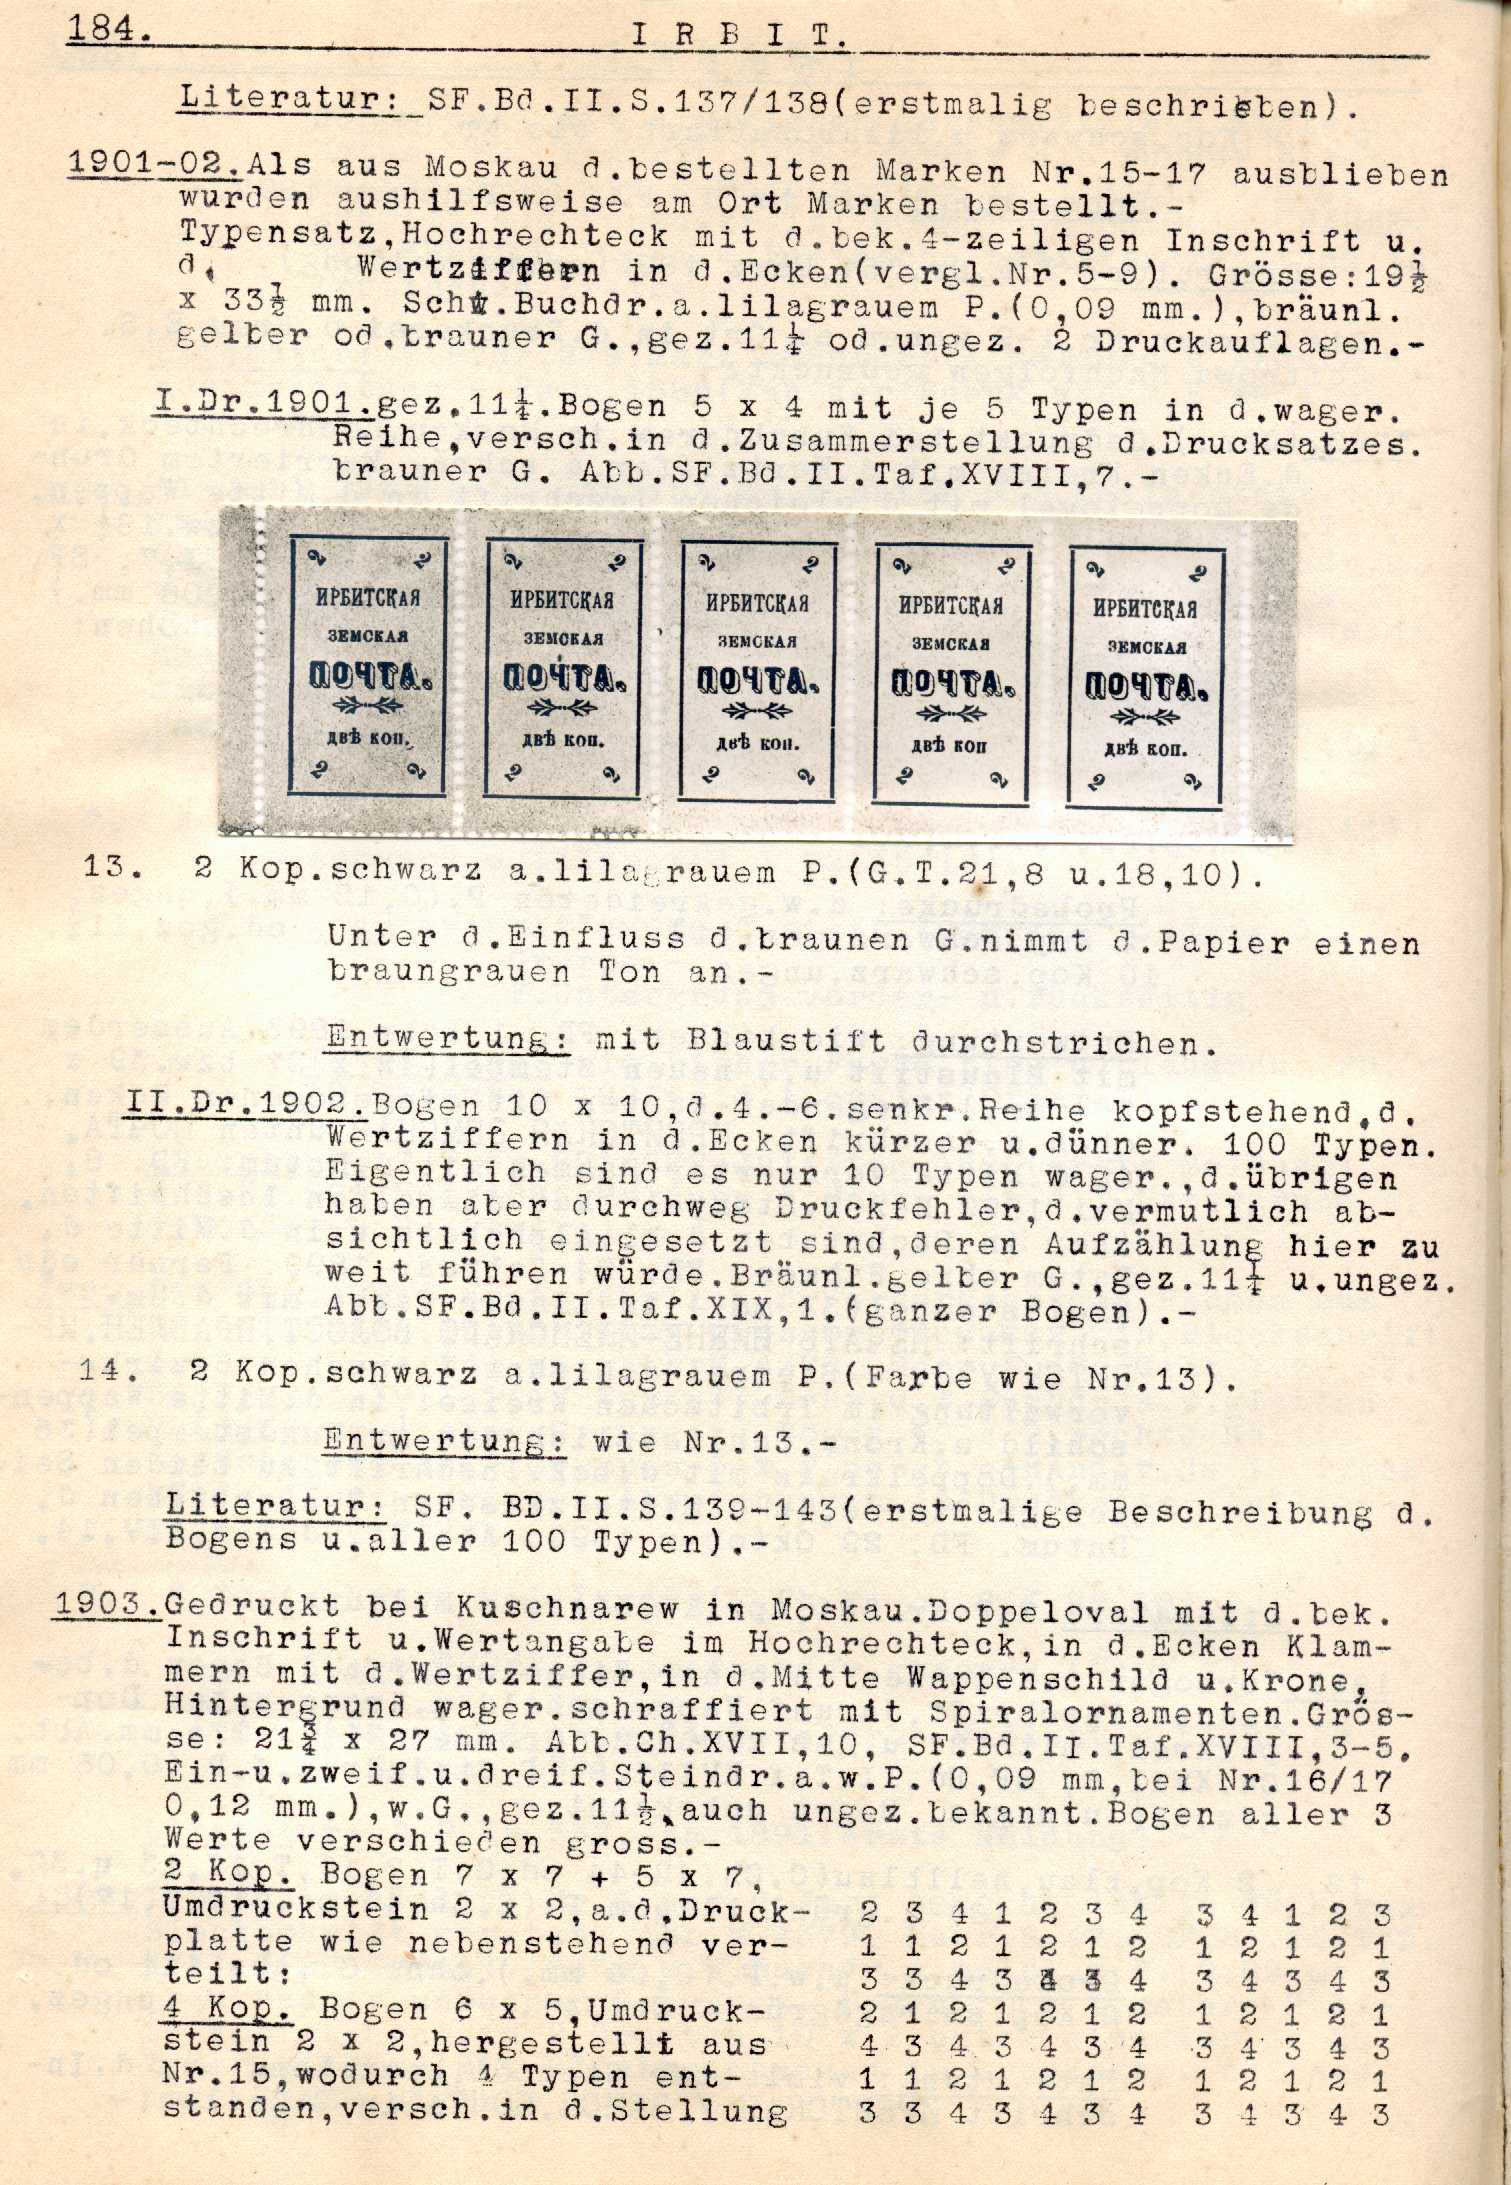 184. IRBIT.
Literatur: SF.Bd.II.S.137/138(erstmalig beschrieben).
1901-02.Als aus Moskau d.bestellten Marken Nr.15-17 ausblieben
wurden aushilfsweise am Ort Marken bestellt.-
Typensatz,Hochrechteck mit d.bek.4-zeiligen Inschrift u.
d. Wertziffern in d.Ecken(vergl.Nr.5-9). Grösse:19½
x 33½ mm. Schw.Buchdr.a.lilagrauem P.(0,09 mm.),bräunl.
gelber od.brauner G.,gez.11¼ od.ungez. 2 Druckauflagen.-
I.Dr.1901.gez.11¼.Bogen 5 x 4 mit je 5 Typen in d.wager.
Reihe,versch.in d.Zusammerstellung d.Drucksatzes.
brauner G. Abb.SF.Bd.II.Taf.XVIII,7.-
2 2 2 2 2 2 2 2 2 2
ИРБИТСКАЯ ИРБИТСКАЯ ИРБИТСКАЯ ИРБИТСКАЯ ИРБИТСКАЯ
ЗЕМСКАЯ ЗЕМСКАЯ ЗЕМСКАЯ ЗЕМСКАЯ ЗЕМСКАЯ
ПОЧТА. ПОЧТА. ПОЧТА. ПОЧТА. ПОЧТА.
ДВѢ КОП. ДВѢ КОП. ДВѢ КОП. ДВѢ КОП ДВѢ КОП.
2 2 2 2 2 2 2 2 2 2
13. 2 Kop.schwarz a.lilagrauem P.(G.T.21,8 u.18,10).
Unter d.Einfluss d.braunen G.nimmt d.Papier einen
braungrauen Ton an.-
Entwertung: mit Blaustift durchstrichen.
II.Dr.1902.Bogen 10 x 10,d.4.-6.senkr.Reihe kopfstehend,d.
Wertziffern in d.Ecken kürzer u.dünner. 100 Typen.
Eigentlich sind es nur 10 Typen wager.,d.übrigen
haben aber durchweg Druckfehler,d.vermutlich ab-
sichtlich eingesetzt sind,deren Aufzählung hier zu
weit führen würde.Bräunl.gelber G.,gez.11¼ u.ungez.
Abb.SF.Bd.II.Taf.XIX,1.(ganzer Bogen).-
14. 2 Kop.schwarz a.lilagrauem P.(Farbe wie Nr.13).
Entwertung: wie Nr.13.-
Literatur: SF. BD.II.S.139-143(erstmalige Beschreibung d.
Bogens u.aller 100 Typen).-
1903.Gedruckt bei Kuschnarew in Moskau.Doppeloval mit d.bek.
Inschrift u.Wertangabe im Hochrechteck,in d.Ecken Klam-
mern mit d.Wertziffer,in d.Mitte Wappenschild u.Krone,
Hintergrund wager.schraffiert mit Spiralornamenten.Grös-
se: 21¾ x 27 mm. Abb.Ch.XVII,10, SF.Bd.II.Taf.XVIII,3-5.
Ein-u.zweif.u.dreif.Steindr.a.w.P.(0,09 mm,bei Nr.16/17
0,12 mm.),w.G.,gez.11½,auch ungez.bekannt.Bogen aller 3
Werte verschieden gross.-
2 Kop. Bogen 7 x 7 + 5 x 7,
Umdruckstein 2 x 2,a.d.Druck-
platte wie nebenstehend ver-
teilt:
4 Kop. Bogen 6 x 5,Umdruck-
stein 2 x 2,hergestellt aus
Nr.15,wodurch 4 Typen ent-
standen,versch.in d.Stellung
2 3 4 1 2 3 4 3 4 1 2 3
1 1 2 1 2 1 2 1 2 1 2 1
3 3 4 3 4 3 4 3 4 3 4 3
2 1 2 1 2 1 2 1 2 1 2 1
4 3 4 3 4 3 4 3 4 3 4 3
1 1 2 1 2 1 2 1 2 1 2 1
3 3 4 3 4 3 4 3 4 3 4 3